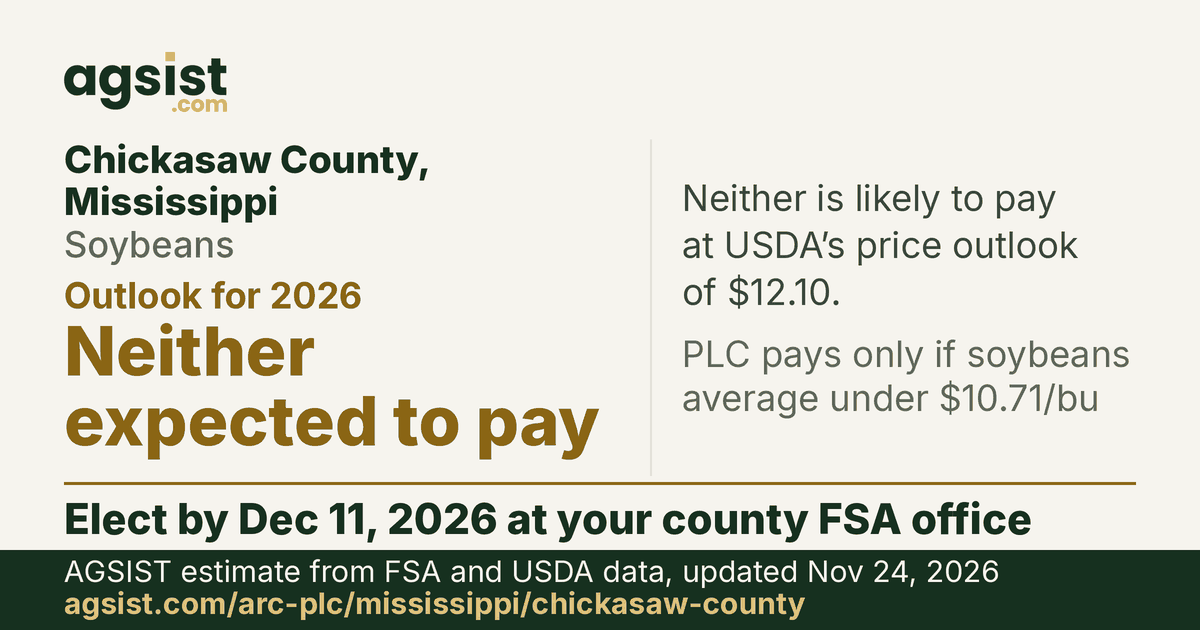 agsist
.com
Chickasaw County,
Mississippi
Soybeans
Outlook for 2026
Neither
expected to pay
Neither is likely to pay
at USDA’s price outlook
of $12.10.
PLC pays only if soybeans
average under $10.71/bu
Elect by Dec 11, 2026 at your county FSA office
AGSIST estimate from FSA and USDA data, updated Nov 24, 2026
agsist.com/arc-plc/mississippi/chickasaw-county